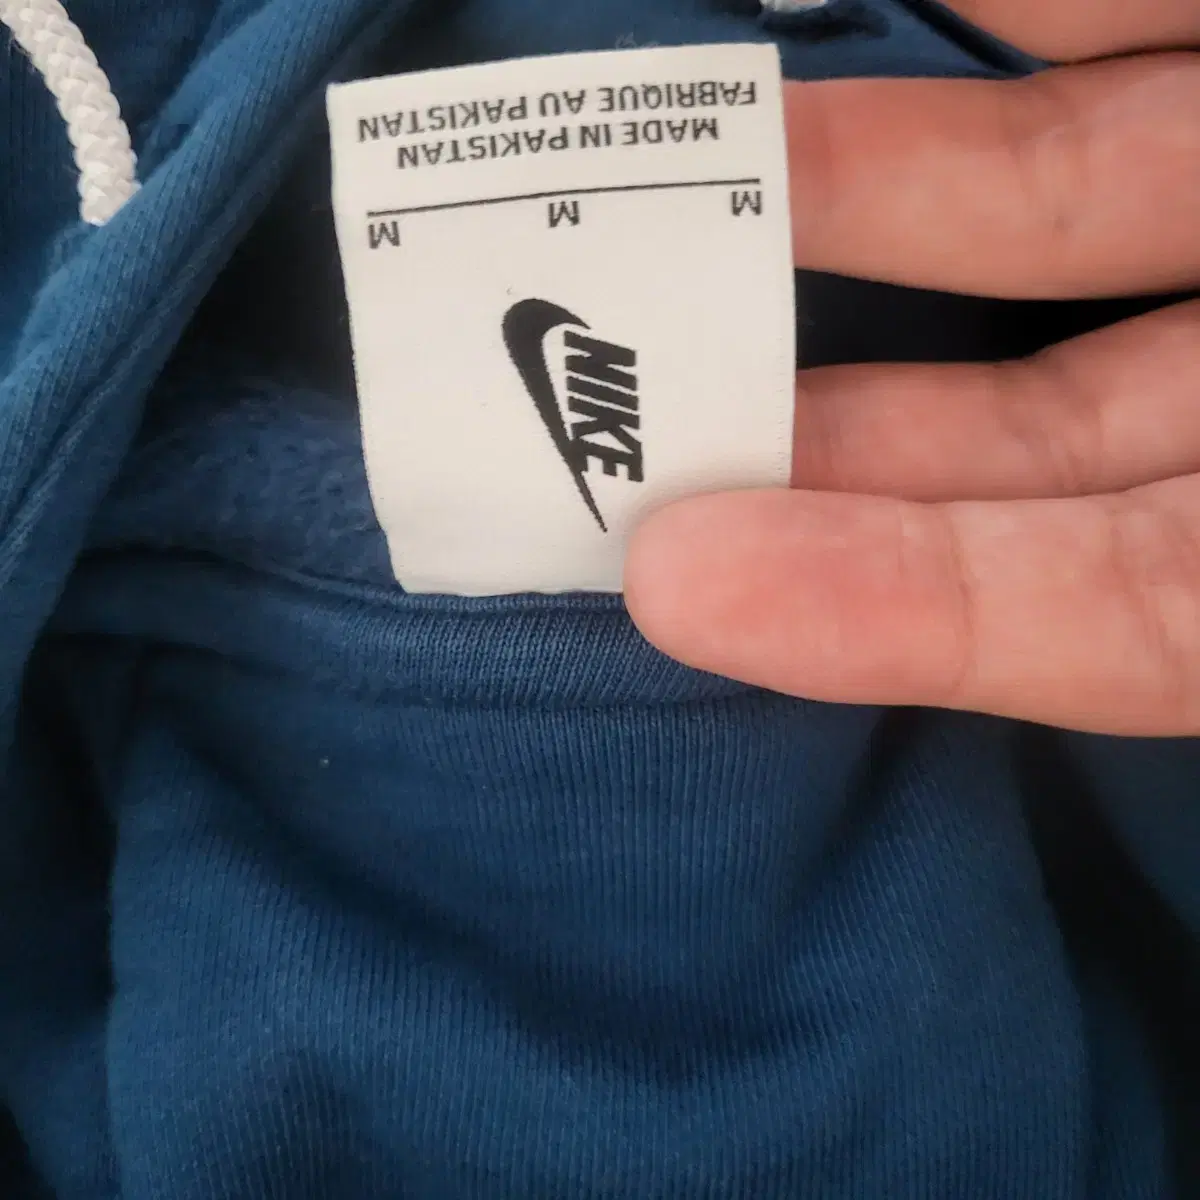 NIKE
M M M
MADE IN PAKISTAN
FABRIQUE AU PAKISTAN